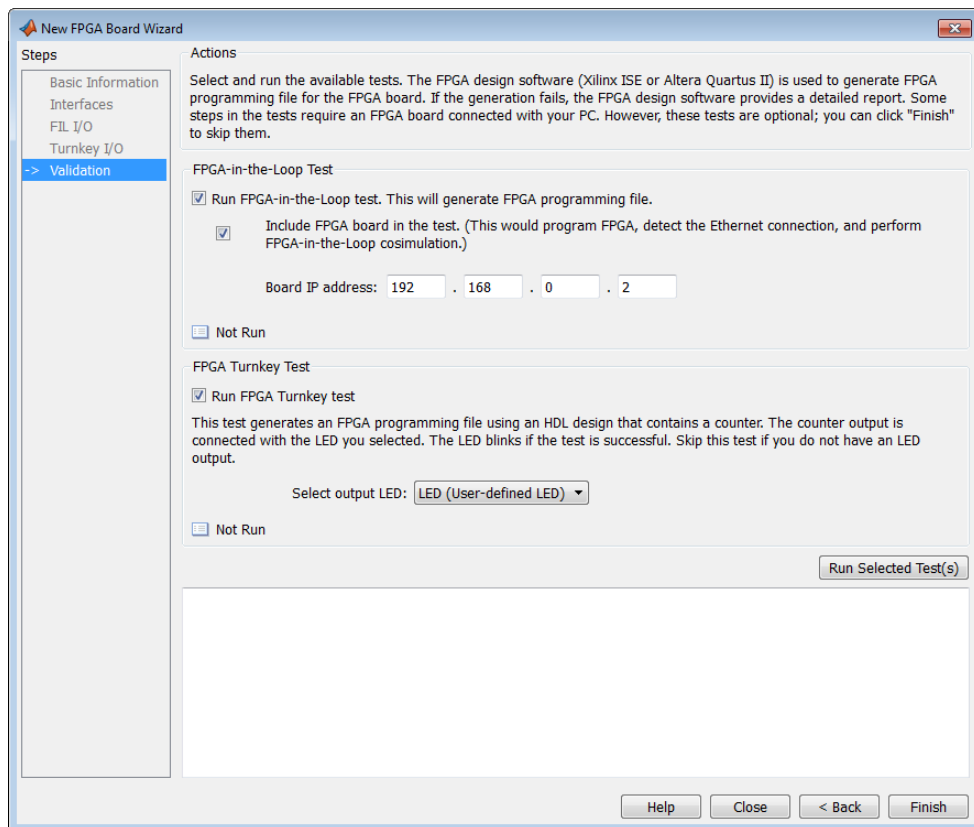 New FPGA Board Wizard
Steps
Basic Information
Interfaces
FIL I/O
Turnkey I/O
-> Validation
Actions
Select and run the available tests. The FPGA design software (Xilinx ISE or Altera Quartus II) is used to generate FPGA
programming file for the FPGA board. If the generation fails, the FPGA design software provides a detailed report. Some
steps in the tests require an FPGA board connected with your PC. However, these tests are optional; you can click "Finish"
to skip them.
FPGA-in-the-Loop Test
Run FPGA-in-the-Loop test. This will generate FPGA programming file.
Include FPGA board in the test. (This would program FPGA, detect the Ethernet connection, and perform
FPGA-in-the-Loop cosimulation.)
Board IP address: 192 . 168 . 0 . 2
Not Run
FPGA Turnkey Test
Run FPGA Turnkey test
This test generates an FPGA programming file using an HDL design that contains a counter. The counter output is
connected with the LED you selected. The LED blinks if the test is successful. Skip this test if you do not have an LED
output.
Select output LED: LED (User-defined LED)
Not Run
Run Selected Test(s)
Help Close < Back Finish